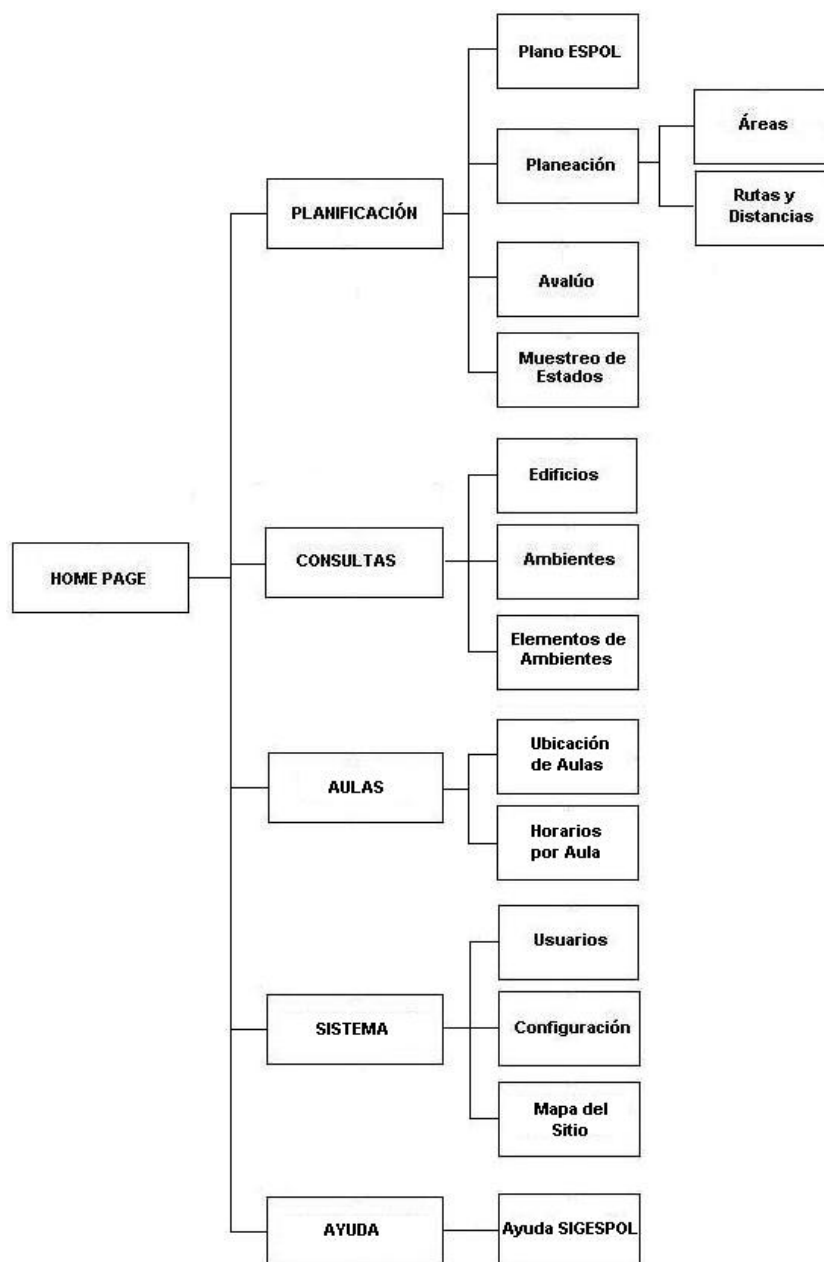 HOME PAGE
PLANIFICACIÓN
Plano ESPOL
Planeación
Áreas
Rutas y
Distancias
Avalúo
Muestreo de
Estados
CONSULTAS
Edificios
Ambientes
Elementos de
Ambientes
AULAS
Ubicación
de Aulas
Horarios
por Aula
SISTEMA
Usuarios
Configuración
Mapa del
Sitio
AYUDA
Ayuda SIGESPOL